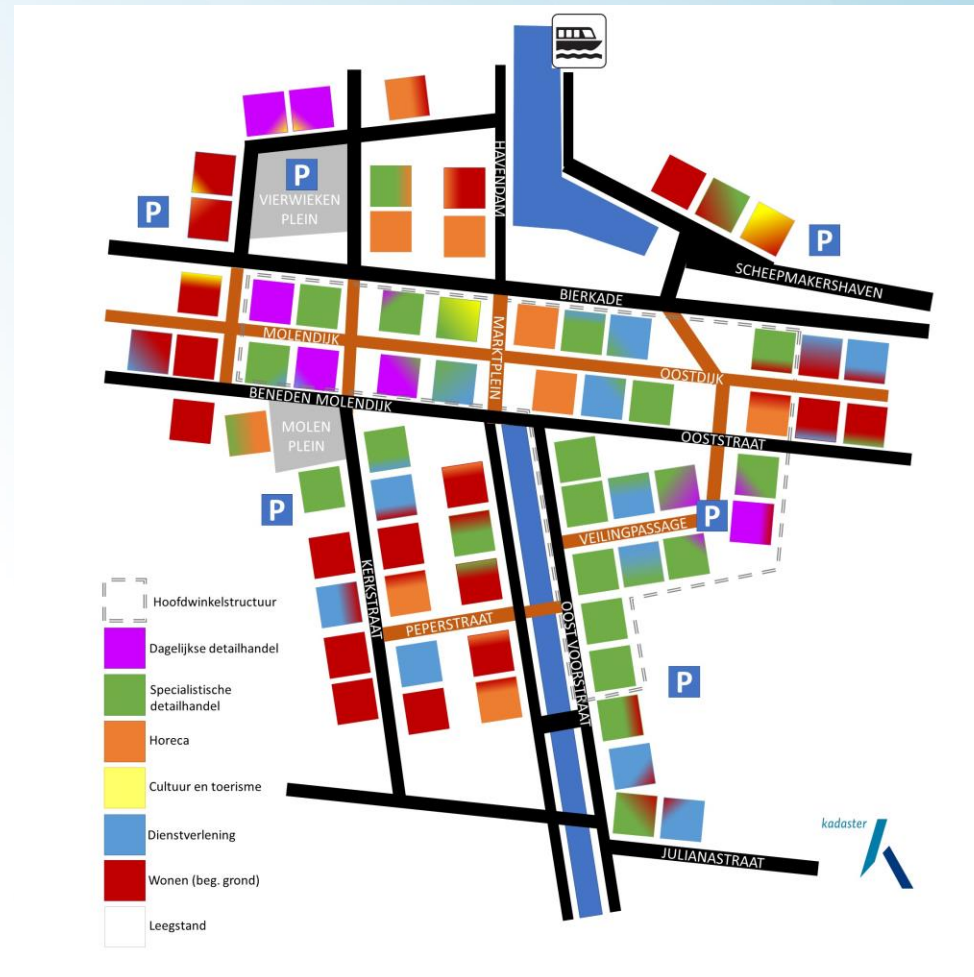 P
VIERWIEKEN
PLEIN
P
HAVENDAM
P
SCHEEPMAKERSHAVEN
BIERKADE
MOLENDIJK
MARKTPLEIN
OOSTDIJK
BENEDEN MOLENDIJK
OOSTSTRAAT
MOLEN
PLEIN
P
P
VEILINGPASSAGE
KERKSTRAAT
PEPERSTRAAT
OOST VOORSTRAAT
P
JULIANASTRAAT
Hoofdwinkelstructuur
Dagelijkse detailhandel
Specialistische
detailhandel
Horeca
Cultuur en toerisme
Dienstverlening
Wonen (beg. grond)
Leegstand
kadaster